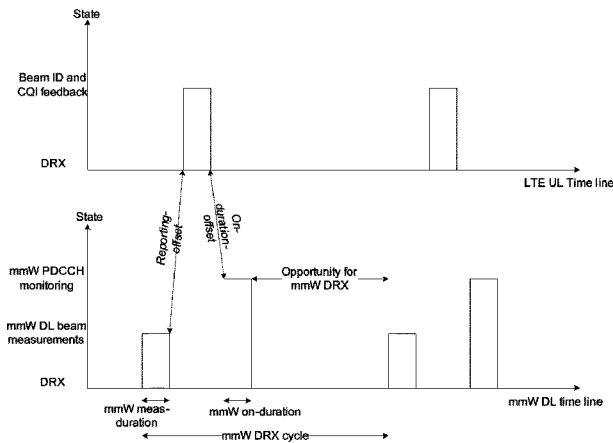 State
Beam ID and
CQI feedback
DRX
LTE UL Time line
State
Reporting-
offset
On-
duration-
offset
mmW PDCCH
monitoring
Opportunity for
mmW DRX
mmW DL beam
measurements
DRX
mmW DL time line
mmW meas-
duration
mmW on-duration
mmW DRX cycle